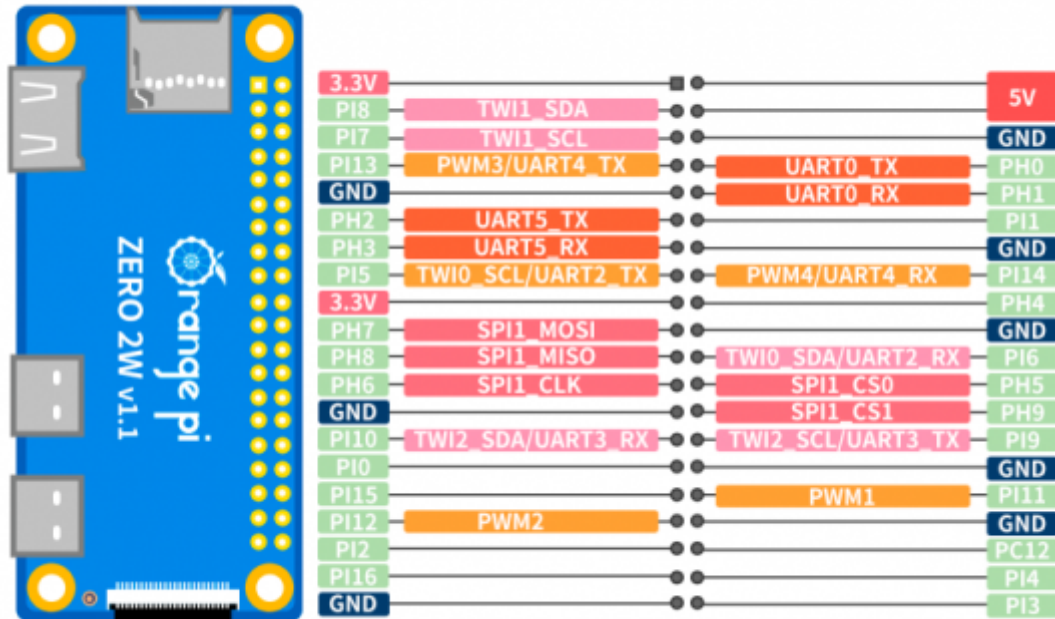 3.3V 5V
PI8 TWI1_SDA
PI7 TWI1_SCL GND
PI13 PWM3/UART4_TX UART0_TX PH0
GND UART0_RX PH1
PH2 UART5_TX PI1
PH3 UART5_RX GND
PI5 TWI0_SCL/UART2_TX PWM4/UART4_RX PI14
3.3V PH4
PH7 SPI1_MOSI GND
PH8 SPI1_MISO TWI0_SDA/UART2_RX PI6
PH6 SPI1_CLK SPI1_CS0 PH5
GND SPI1_CS1 PH9
PI10 TWI2_SDA/UART3_RX TWI2_SCL/UART3_TX PI9
PI0 GND
PI15 PWM1 PI11
PI12 PWM2 GND
PI2 PC12
PI16 PI4
GND PI3
Orange pi
ZERO 2W v1.1